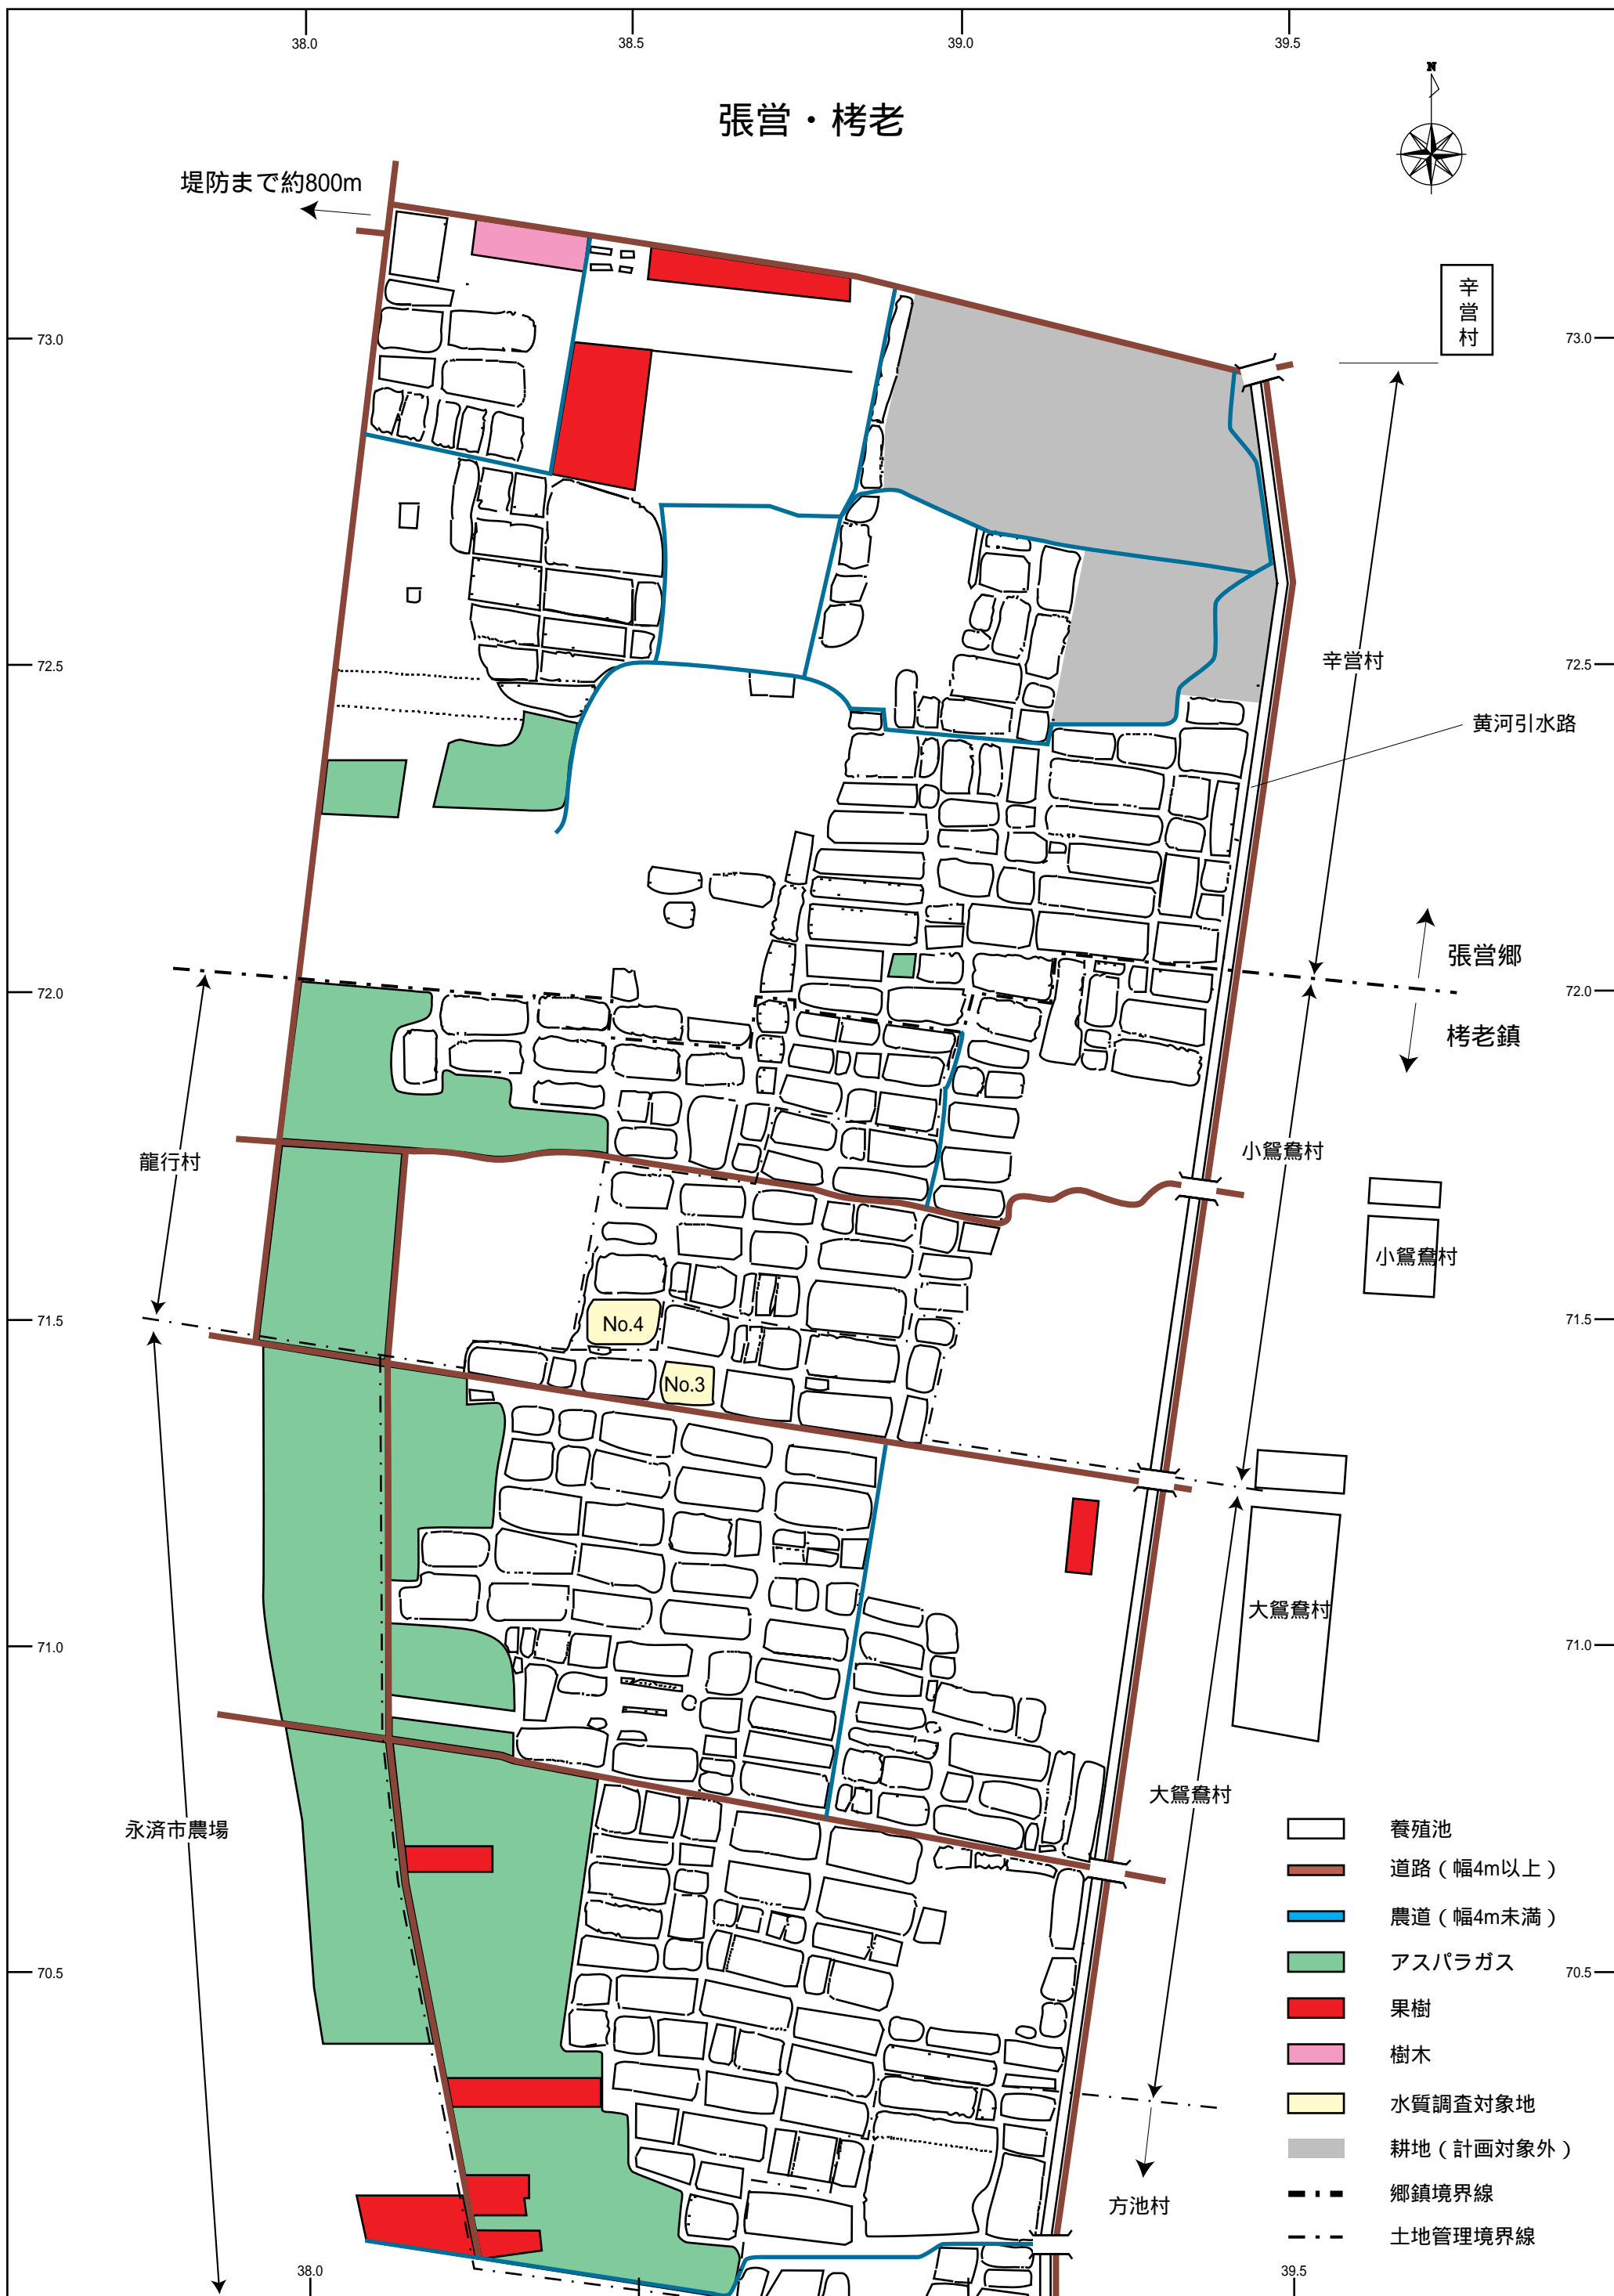 38.0
38.5
39.0
39.5
N
張営・栲老
堤防まで約800m
辛営村
73.0
73.0
72.5
辛営村
72.5
黄河引水路
張営郷
72.0
72.0
栲老鎮
龍行村
小鴛鴦村
小鴛鴦村
71.5
No.4
71.5
No.3
大鴛鴦村
71.0
71.0
大鴛鴦村
永済市農場
養殖池
道路（幅4m以上）
農道（幅4m未満）
アスパラガス
70.5
70.5
果樹
樹木
水質調査対象地
耕地（計画対象外）
郷鎮境界線
方池村
土地管理境界線
38.0
39.5